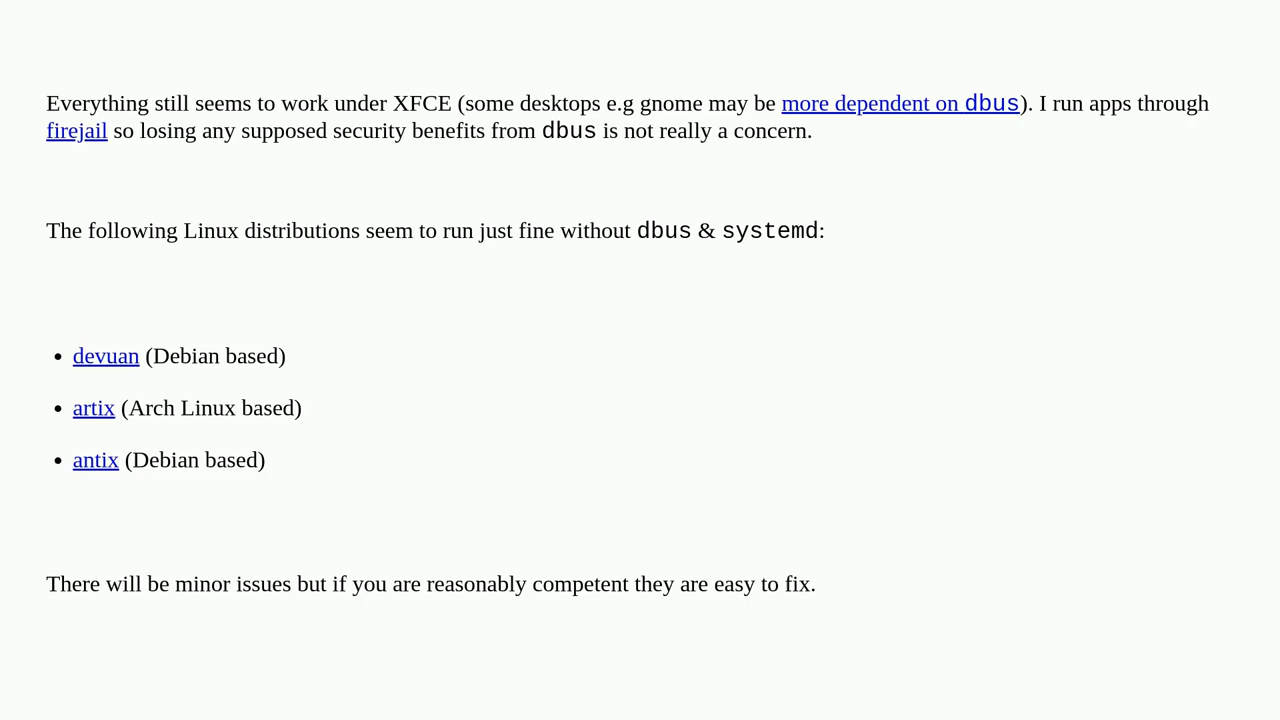 Everything still seems to work under XFCE (some desktops e.g gnome may be more dependent on dbus). I run apps through
firejail so losing any supposed security benefits from dbus is not really a concern.
The following Linux distributions seem to run just fine without dbus & systemd:
• devuan (Debian based)
• artix (Arch Linux based)
• antix (Debian based)
There will be minor issues but if you are reasonably competent they are easy to fix.